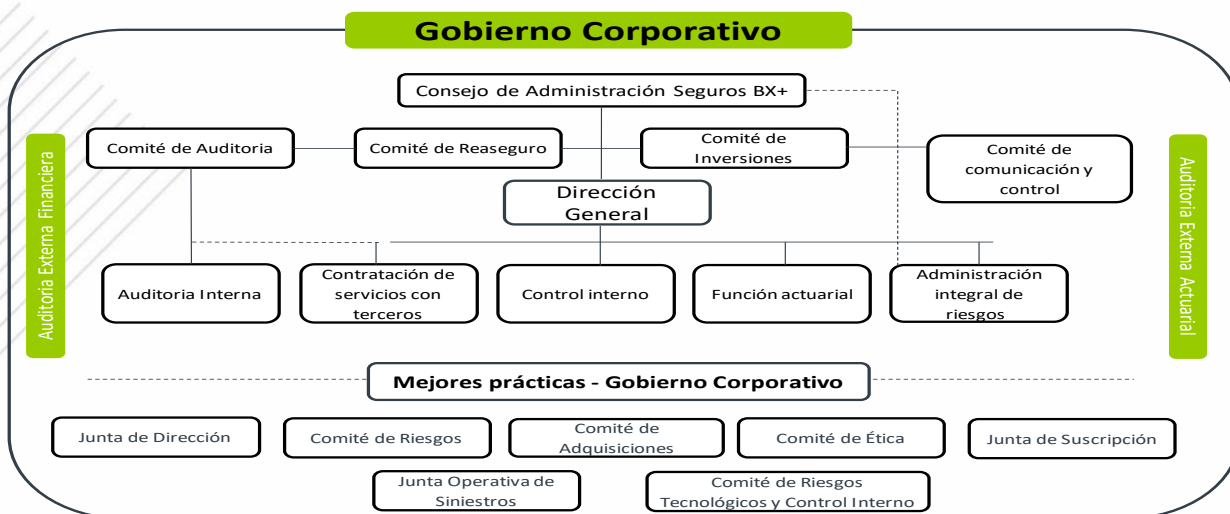 Gobierno Corporativo
Consejo de Administración Seguros BX+
Comité de Auditoria
Comité de Reaseguro
Comité de
Inversiones
Comité de
comunicación y
control
Auditoria Externa Financiera
Auditoria Externa Actuarial
Dirección
General
Auditoria Interna
Contratación de
servicios con
terceros
Control interno
Función actuarial
Administración
integral de
riesgos
Mejores prácticas - Gobierno Corporativo
Junta de Dirección
Comité de Riesgos
Comité de
Adquisiciones
Comité de Ética
Junta de Suscripción
Junta Operativa de
Siniestros
Comité de Riesgos
Tecnológicos y Control Interno